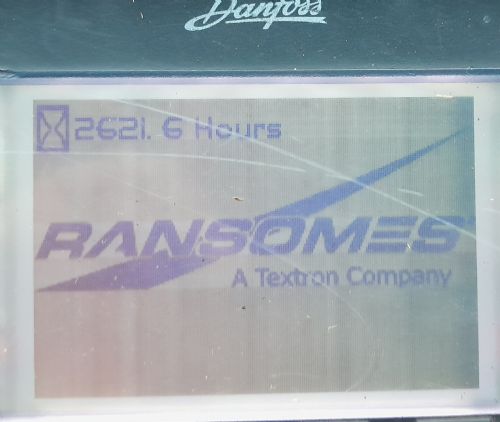 Danfoss
2621.6 Hours
RANSOMES
A Textron Company